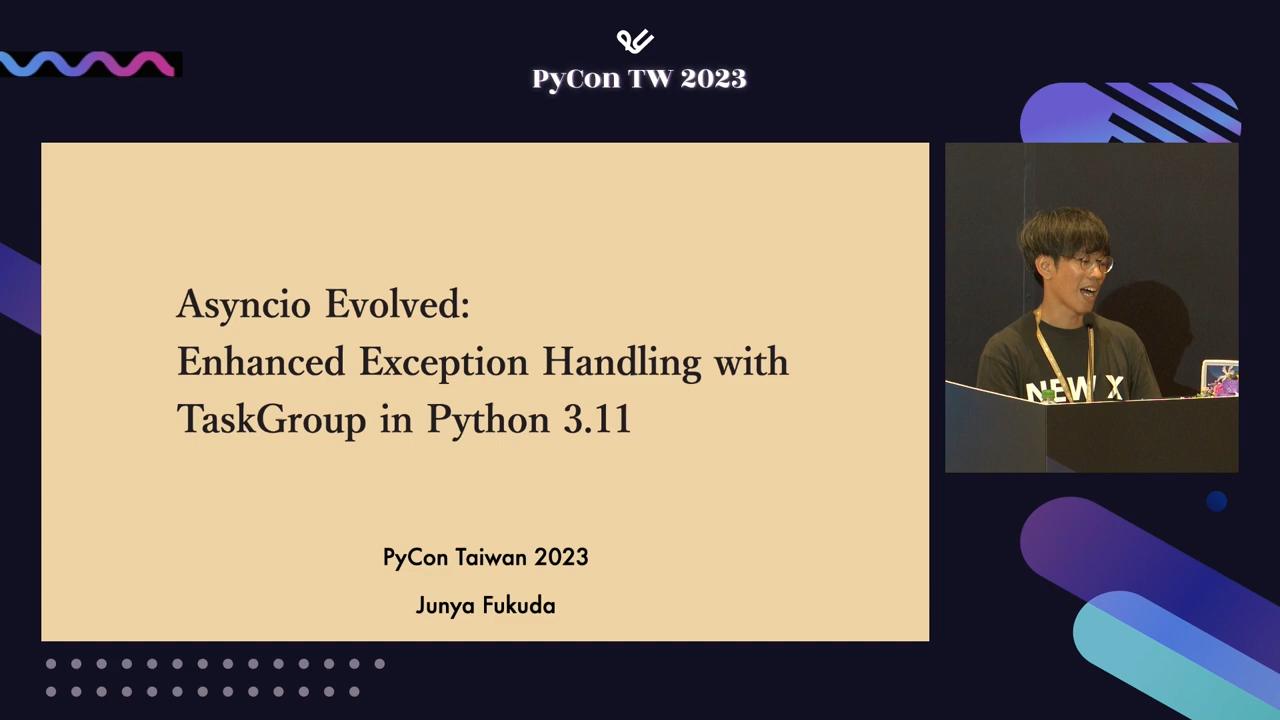 PyCon TW 2023
Asyncio Evolved:
Enhanced Exception Handling with
TaskGroup in Python 3.11
PyCon Taiwan 2023
Junya Fukuda
NEW X